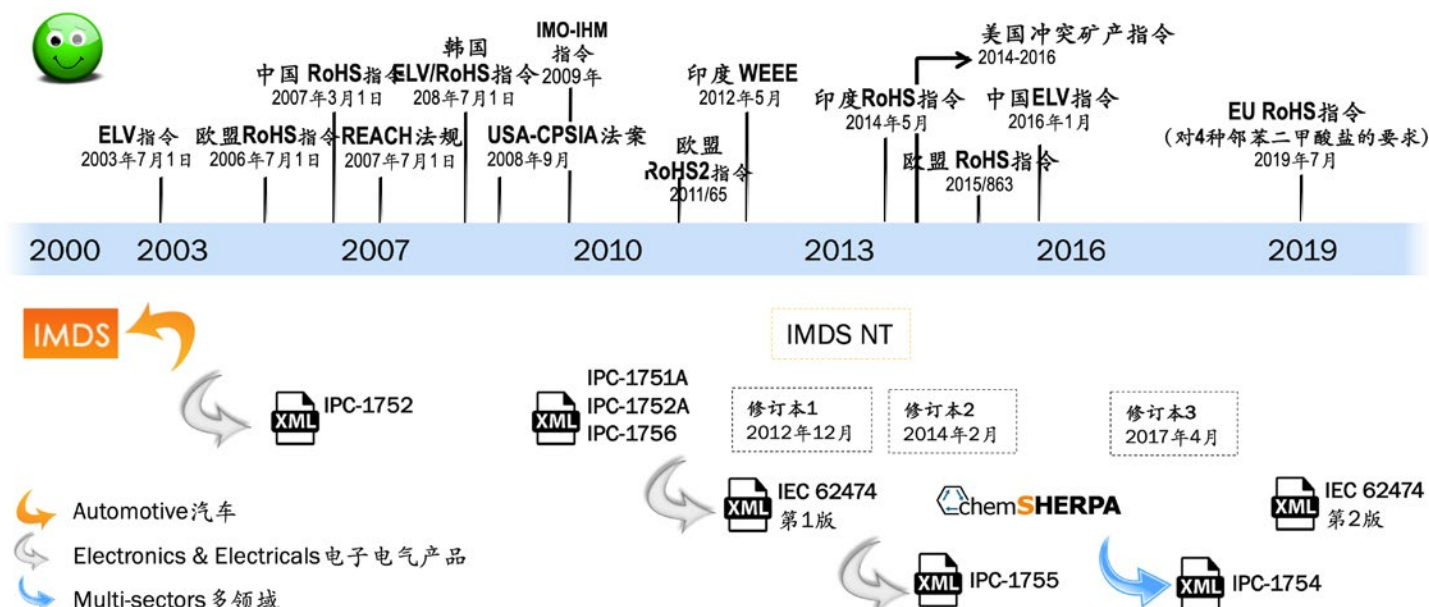 IMO-IHM
指令
2009年
韩国
ELV/RoHS指令
208年7月1日
中国 RoHS指令
2007年3月1日
美国冲突矿产指令
2014-2016
印度 WEEE
2012年5月
印度RoHS指令
2014年5月
中国ELV指令
2016年1月
EU RoHS指令
(对4种邻苯二甲酸盐的要求)
2019年7月
ELV指令
2003年7月1日
欧盟RoHS指令
2006年7月1日
REACH法规
2007年7月1日
USA-CPSIA法案
2008年9月
欧盟
RoHS2指令
2011/65
欧盟 RoHS指令
2015/863
2000 2003 2007 2010 2013 2016 2019
IMDS
IMDS NT
XML IPC-1752
XML
IPC-1751A
IPC-1752A
IPC-1756
修订本1
2012年12月
修订本2
2014年2月
修订本3
2017年4月
XML
IEC 62474
第1版
chemSHERPA
XML
IEC 62474
第2版
XML IPC-1755
XML IPC-1754
Automotive汽车
Electronics & Electricals电子电气产品
Multi-sectors多领域